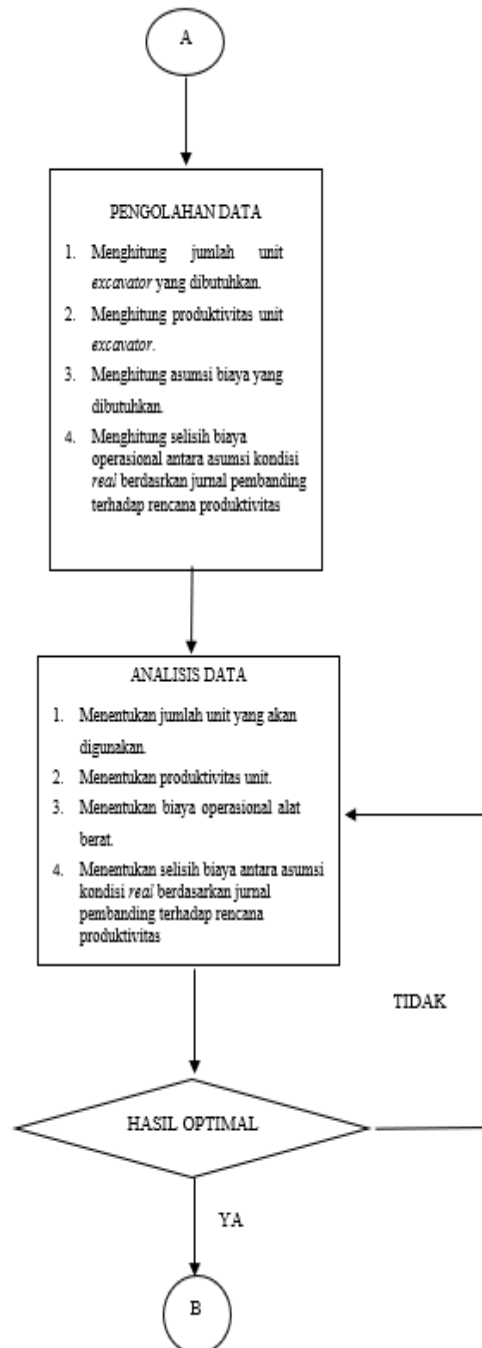 A
PENGOLAHAN DATA
1. Menghitung jumlah unit
excavator yang dibutuhkan.
2. Menghitung produktivitas unit
excavator.
3. Menghitung asumsi biaya yang
dibutuhkan.
4. Menghitung selisih biaya
operasional antara asumsi kondisi
real berdasrkan jurnal pembanding
terhadap rencana produktivitas
ANALISIS DATA
1. Menentukan jumlah unit yang akan
digunakan.
2. Menentukan produktivitas unit.
3. Menentukan biaya operasional alat
berat.
4. Menentukan selisih biaya antara asumsi
kondisi real berdasarkan jurnal
pembanding terhadap rencana
produktivitas
TIDAK
HASIL OPTIMAL
YA
B